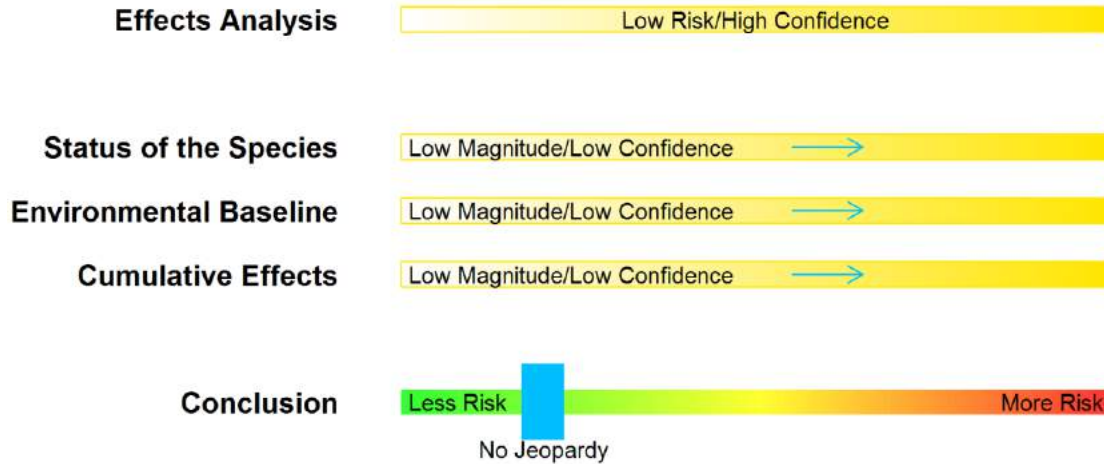 Effects Analysis Low Risk/High Confidence
Status of the Species Low Magnitude/Low Confidence
Environmental Baseline Low Magnitude/Low Confidence
Cumulative Effects Low Magnitude/Low Confidence
Conclusion Less Risk More Risk
No Jeopardy